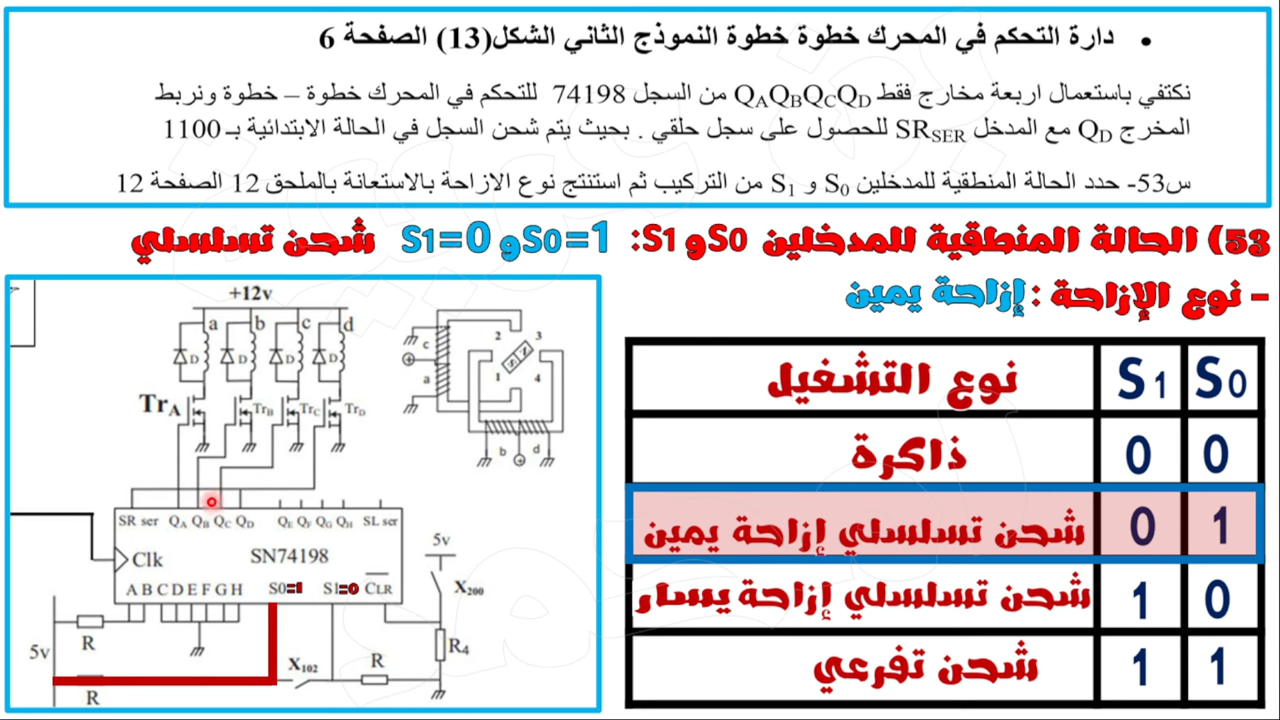 • دارة التحكم في المحرك خطوة خطوة النموذج الثاني الشكل(13) الصفحة 6
نكتفي باستعمال اربعة مخارج فقط QAQBQCQD من السجل 74198 للتحكم في المحرك خطوة – خطوة ونربط
المخرج QD مع المدخل SRSER للحصول على سجل حلقي . بحيث يتم شحن السجل في الحالة الابتدائية بـ 1100
س53- حدد الحالة المنطقية للمدخلين S0 و S1 من التركيب ثم استنتج نوع الازاحة بالاستعانة بالملحق 12 الصفحة 12
53) الحالة المنطقية للمدخلين S0و S1: S0=1و S1=0 شحن تسلسلي
- نوع الإزاحة : إزاحة يمين
+12v
a b c d
D D D D
TrA TrB TrC TrD
2 3
c
a
1 4
b d
SR ser QA QB QC QD QE QF QG QH SL ser
Clk SN74198
A B C D E F G H S0=1 S1=0 CLR
5v
X200
R
5v
R4
X102 R
R
نوع التشغيل S1 S0
ذاكرة 0 0
شحن تسلسلي إزاحة يمين 0 1
شحن تسلسلي إزاحة يسار 1 0
شحن تفرعي 1 1